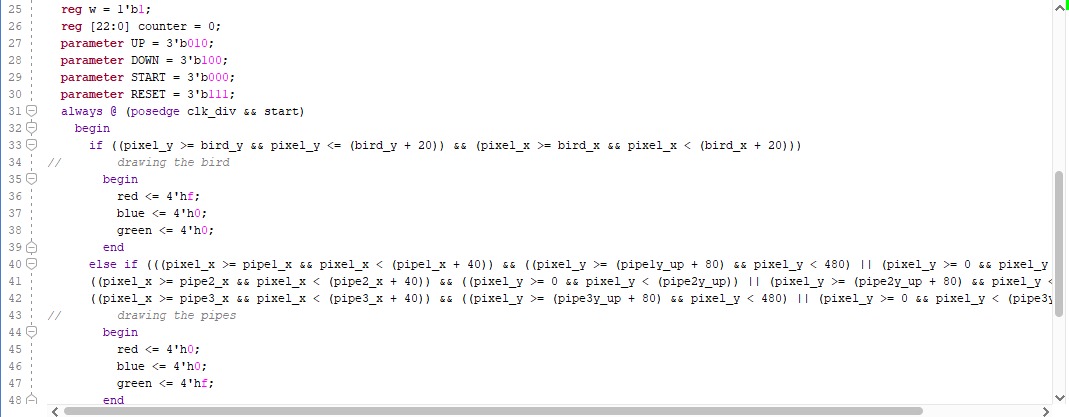 25 reg w = 1'b1;
26 reg [22:0] counter = 0;
27 parameter UP = 3'b010;
28 parameter DOWN = 3'b100;
29 parameter START = 3'b000;
30 parameter RESET = 3'b111;
31 always @ (posedge clk_div && start)
32 begin
33 if ((pixel_y >= bird_y && pixel_y <= (bird_y + 20)) && (pixel_x >= bird_x && pixel_x < (bird_x + 20)))
34 // drawing the bird
35 begin
36 red <= 4'hf;
37 blue <= 4'h0;
38 green <= 4'h0;
39 end
40 else if (((pixel_x >= pipe1_x && pixel_x < (pipe1_x + 40)) && ((pixel_y >= (pipe1y_up + 80) && pixel_y < 480) || (pixel_y >= 0 && pixel_y
41 ((pixel_x >= pipe2_x && pixel_x < (pipe2_x + 40)) && ((pixel_y >= 0 && pixel_y < (pipe2y_up)) || (pixel_y >= (pipe2y_up + 80) && pixel_y <
42 ((pixel_x >= pipe3_x && pixel_x < (pipe3_x + 40)) && ((pixel_y >= (pipe3y_up + 80) && pixel_y < 480) || (pixel_y >= 0 && pixel_y < (pipe3y
43 // drawing the pipes
44 begin
45 red <= 4'h0;
46 blue <= 4'h0;
47 green <= 4'hf;
48 end